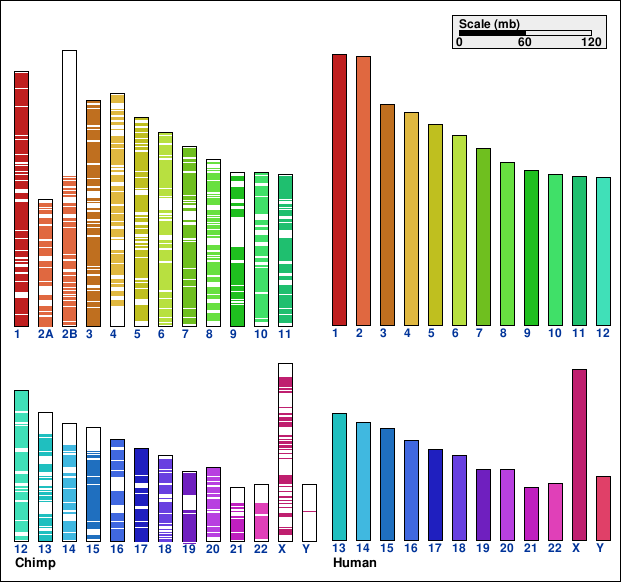 Scale (mb)
0 60 120
1 2A 2B 3 4 5 6 7 8 9 10 11
1 2 3 4 5 6 7 8 9 10 11 12
12 13 14 15 16 17 18 19 20 21 22 X Y
13 14 15 16 17 18 19 20 21 22 X Y
Chimp
Human